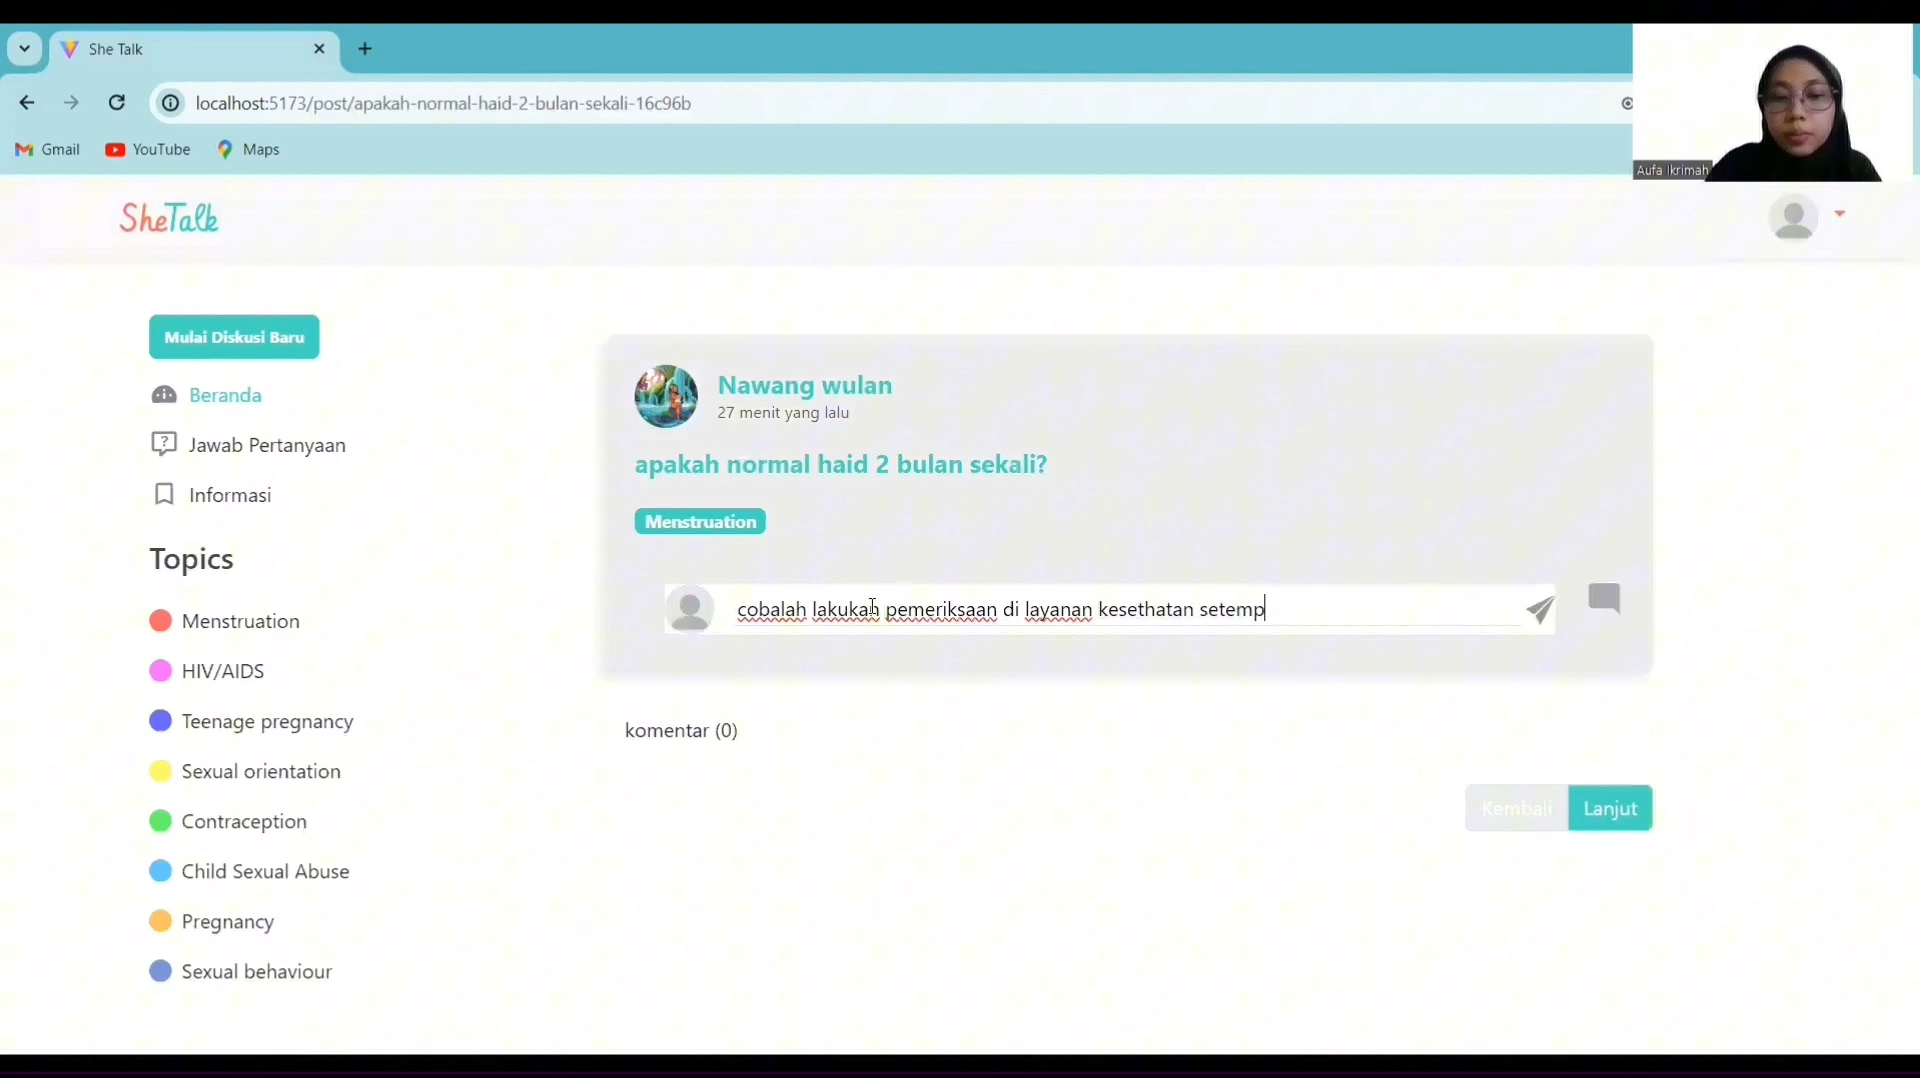 She Talk
localhost:5173/post/apakah-normal-haid-2-bulan-sekali-16c96b
Gmail
YouTube
Maps
Aufa Ikrimah
SheTalk
Mulai Diskusi Baru
Beranda
Jawab Pertanyaan
Informasi
Topics
Menstruation
HIV/AIDS
Teenage pregnancy
Sexual orientation
Contraception
Child Sexual Abuse
Pregnancy
Sexual behaviour
Nawang wulan
27 menit yang lalu
apakah normal haid 2 bulan sekali?
Menstruation
cobalah lakukah pemeriksaan di layanan kesethatan setemp
komentar (0)
Kembali
Lanjut